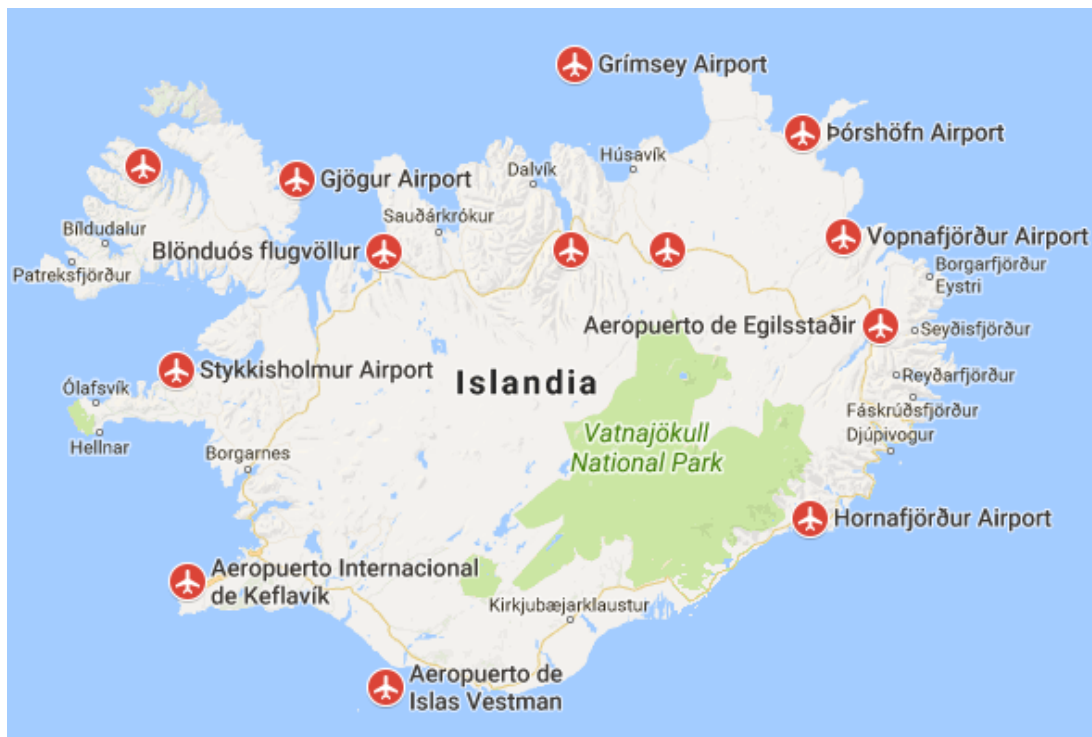 Grímsey Airport
Þórshöfn Airport
Húsavík
Dalvík
Gjögur Airport
Sauðárkrókur
Bíldudalur
Vopnafjörður Airport
Blönduós flugvöllur
Patreksfjörður
Borgarfjörður
Eystri
Aeropuerto de Egilsstaðir
Seyðisfjörður
Stykkisholmur Airport
Islandia
Reyðarfjörður
Ólafsvík
Fáskrúðsfjörður
Vatnajökull
National Park
Djúpivogur
Hellnar
Borgarnes
Hornafjörður Airport
Aeropuerto Internacional
de Keflavík
Kirkjubæjarklaustur
Aeropuerto de
Islas Vestman